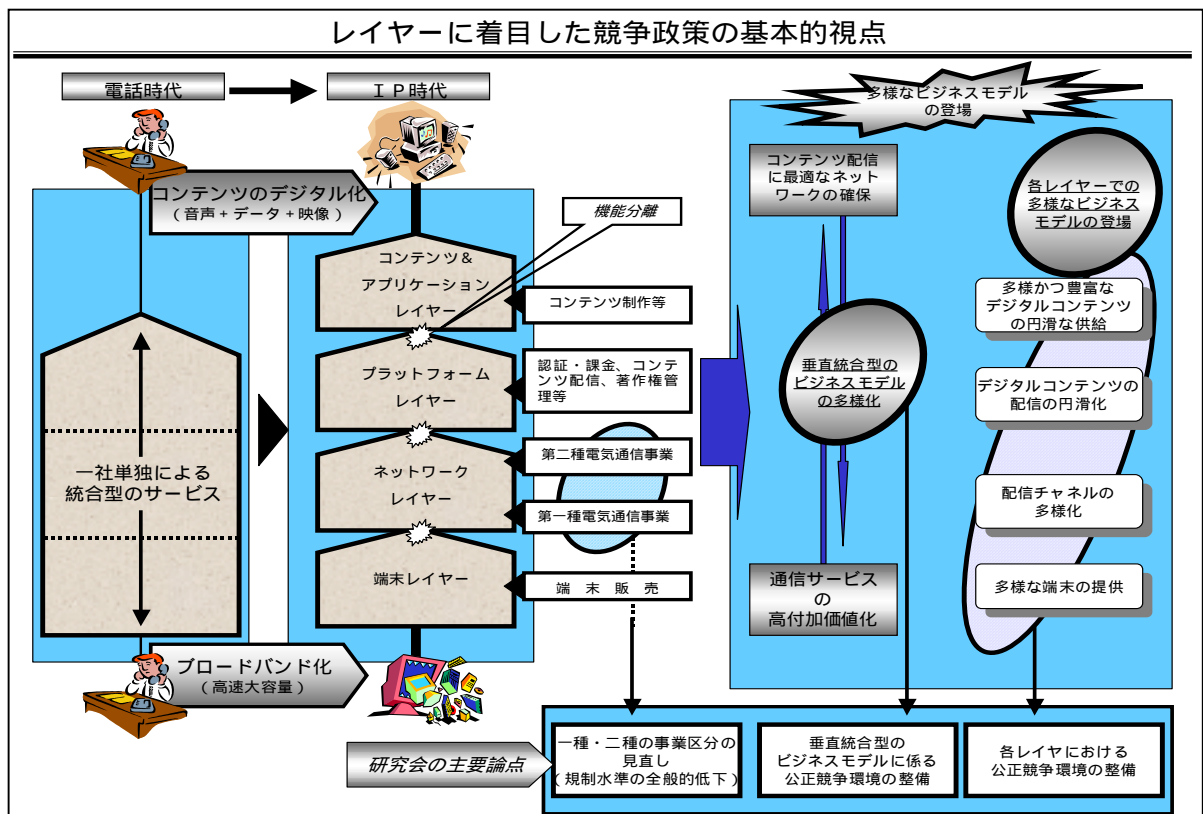 レイヤーに着目した競争政策の基本的視点
電話時代
ＩＰ時代
コンテンツのデジタル化
（音声＋データ＋映像）
一社単独による
統合型のサービス
ブロードバンド化
（高速大容量）
機能分離
コンテンツ＆
アプリケーション
レイヤー
プラットフォーム
レイヤー
ネットワーク
レイヤー
端末レイヤー
コンテンツ制作等
認証・課金、コンテ
ンツ配信、著作権管
理等
第二種電気通信事業
第一種電気通信事業
端　末　販　売
多様なビジネスモデル
の登場
コンテンツ配信
に最適なネット
ワークの確保
垂直統合型の
ビジネスモデル
の多様化
通信サービス
の
高付加価値化
各レイヤーでの
多様なビジネス
モデルの登場
多様かつ豊富な
デジタルコンテンツ
の円滑な供給
デジタルコンテンツの
配信の円滑化
配信チャネルの
多様化
多様な端末の提供
研究会の主要論点
一種・二種の事業区分の
見直し
（規制水準の全般的低下）
垂直統合型の
ビジネスモデルに係る
公正競争環境の整備
各レイヤにおける
公正競争環境の整備